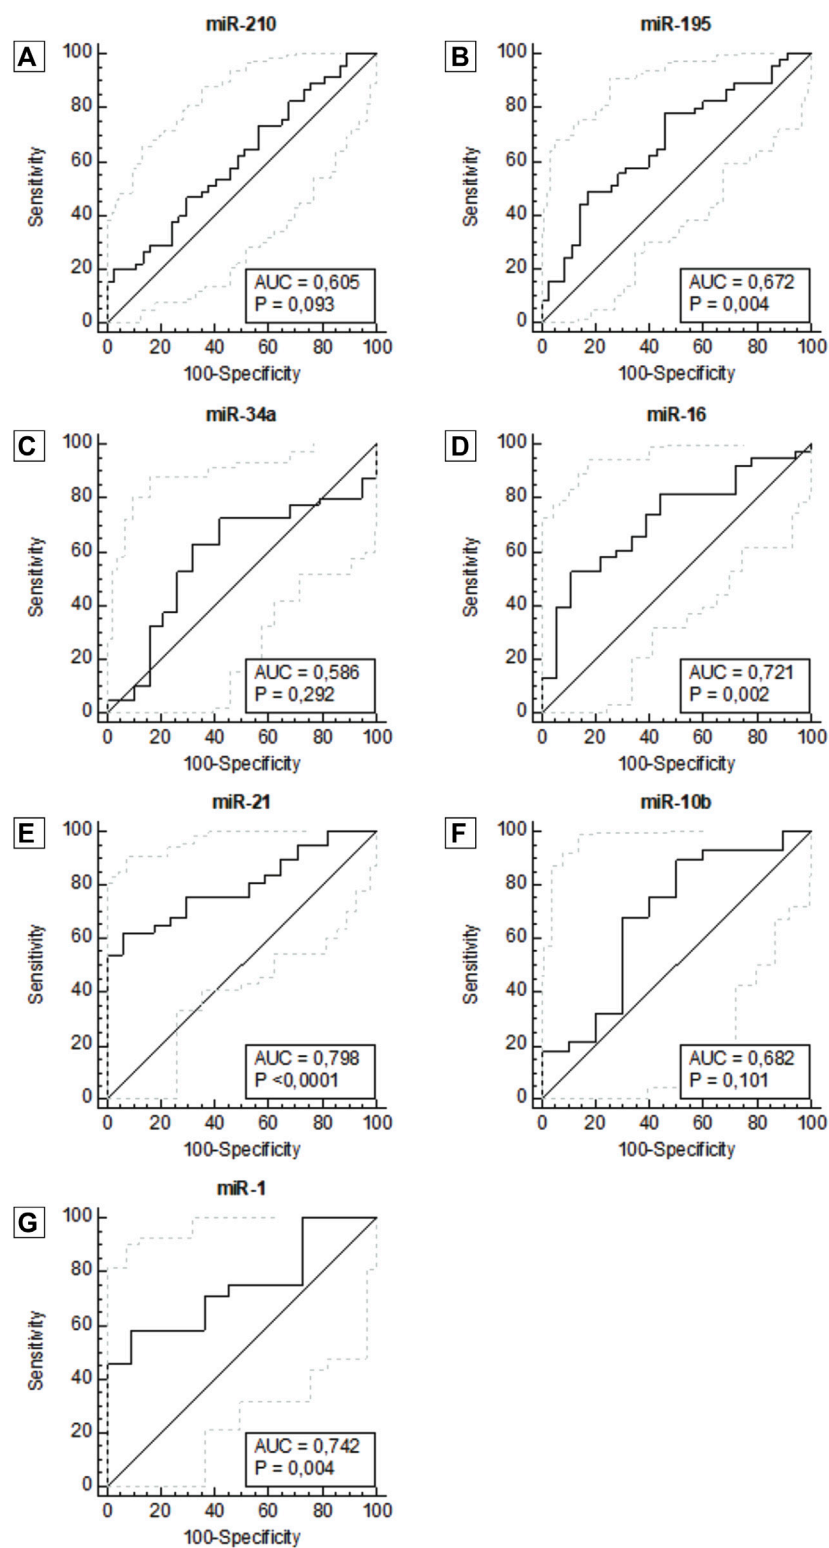 miR-210
A
100
80
60
40
20
0
Sensitivity
AUC = 0,605
P = 0,093
0 20 40 60 80 100
100-Specificity
miR-195
B
100
80
60
40
20
0
Sensitivity
AUC = 0,672
P = 0,004
0 20 40 60 80 100
100-Specificity
miR-34a
C
100
80
60
40
20
0
Sensitivity
AUC = 0,586
P = 0,292
0 20 40 60 80 100
100-Specificity
miR-16
D
100
80
60
40
20
0
Sensitivity
AUC = 0,721
P = 0,002
0 20 40 60 80 100
100-Specificity
miR-21
E
100
80
60
40
20
0
Sensitivity
AUC = 0,798
P <0,0001
0 20 40 60 80 100
100-Specificity
miR-10b
F
100
80
60
40
20
0
Sensitivity
AUC = 0,682
P = 0,101
0 20 40 60 80 100
100-Specificity
miR-1
G
100
80
60
40
20
0
Sensitivity
AUC = 0,742
P = 0,004
0 20 40 60 80 100
100-Specificity